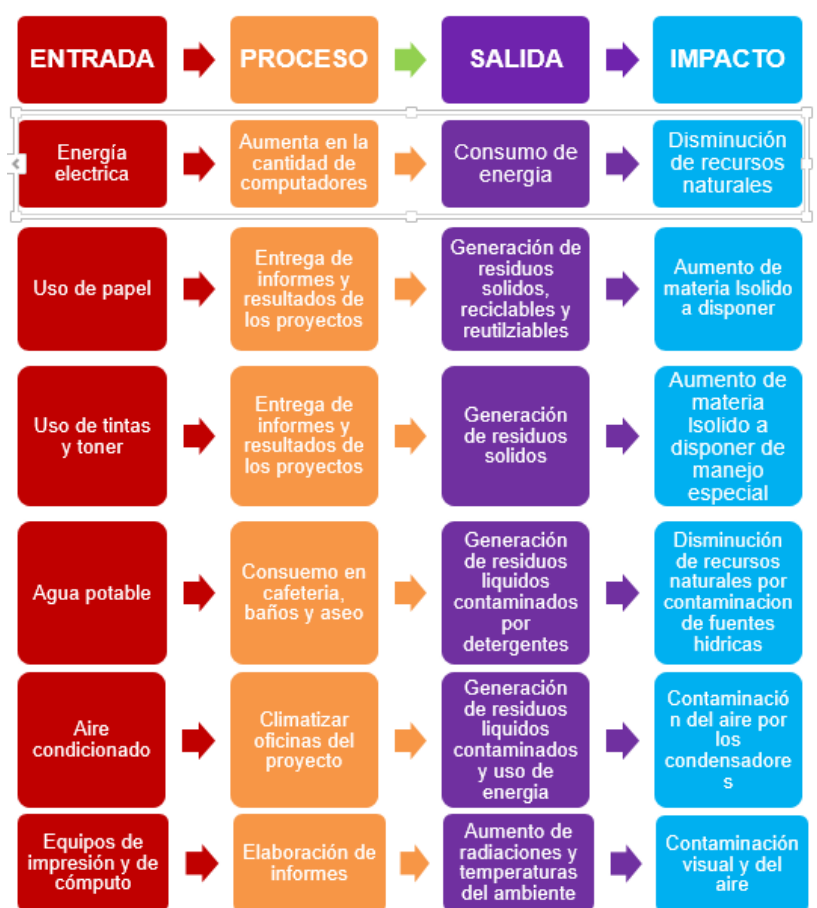 ENTRADA
PROCESO
SALIDA
IMPACTO
Energía
electrica
Aumenta en la
cantidad de
computadores
Consumo de
energia
Disminución
de recursos
naturales
Uso de papel
Entrega de
informes y
resultados de
los proyectos
Generación de
residuos
solidos,
reciclables y
reutilziables
Aumento de
materia lsolido
a disponer
Uso de tintas
y toner
Entrega de
informes y
resultados de
los proyectos
Generación
de residuos
solidos
Aumento de
materia
lsolido a
disponer de
manejo
especial
Agua potable
Consuemo en
cafeteria,
baños y aseo
Generación
de residuos
liquidos
contaminados
por
detergentes
Disminución
de recursos
naturales por
contaminacion
de fuentes
hidricas
Aire
condicionado
Climatizar
oficinas del
proyecto
Generación
de residuos
liquidos
contaminados
y uso de
energia
Contaminació
n del aire por
los
condensadore
s
Equipos de
impresión y de
cómputo
Elaboración de
informes
Aumento de
radiaciones y
temperaturas
del ambiente
Contaminación
visual y del
aire